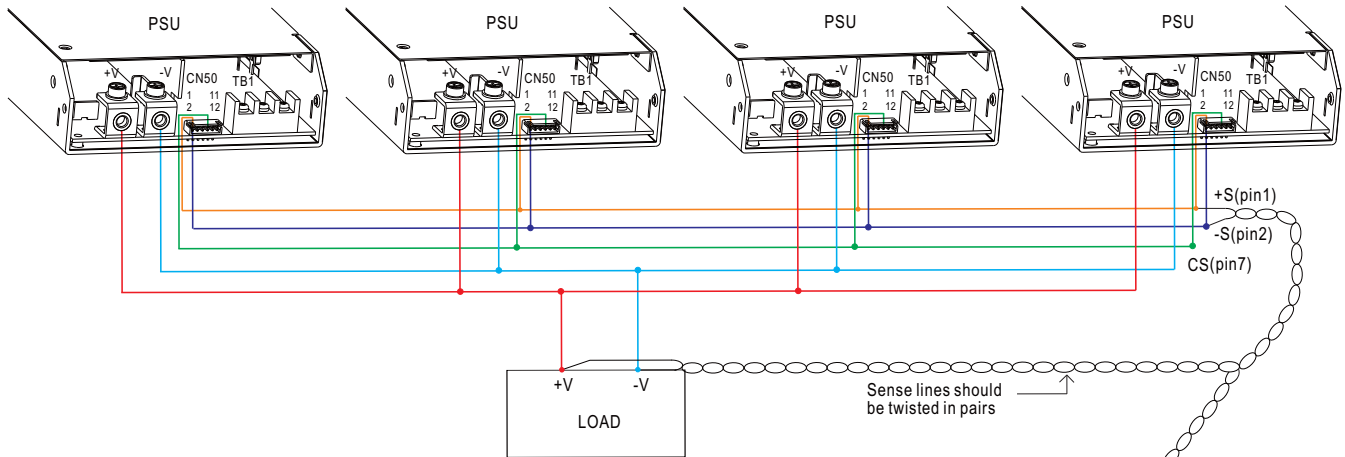 PSU PSU PSU PSU
+V -V CN50 TB1 1 11 2 12
+V -V CN50 TB1 1 11 2 12
+V -V CN50 TB1 1 11 2 12
+V -V CN50 TB1 1 11 2 12
+S(pin1)
-S(pin2)
CS(pin7)
+V -V
LOAD
Sense lines should
be twisted in pairs